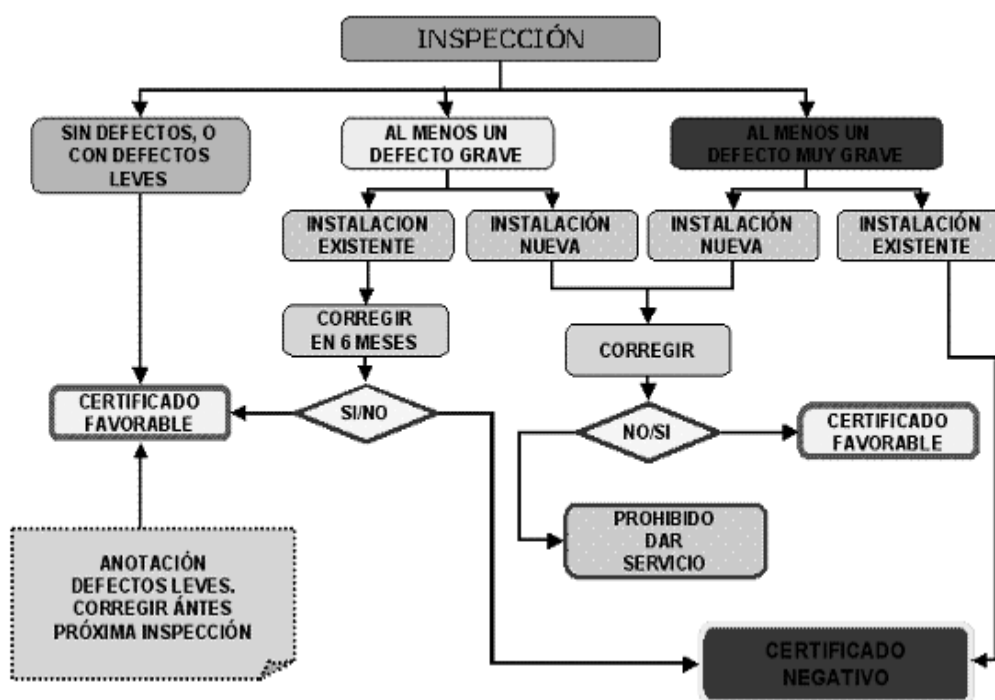 INSPECCIÓN
SIN DEFECTOS, O
CON DEFECTOS
LEVES
AL MENOS UN
DEFECTO GRAVE
AL MENOS UN
DEFECTO MUY GRAVE
INSTALACION
EXISTENTE
INSTALACIÓN
NUEVA
INSTALACIÓN
NUEVA
INSTALACIÓN
EXISTENTE
CORREGIR
EN 6 MESES
CORREGIR
CERTIFICADO
FAVORABLE
SI/NO
NO/SI
CERTIFICADO
FAVORABLE
PROHIBIDO
DAR
SERVICIO
ANOTACIÓN
DEFECTOS LEVES.
CORREGIR ÁNTES
PRÓXIMA INSPECCIÓN
CERTIFICADO
NEGATIVO